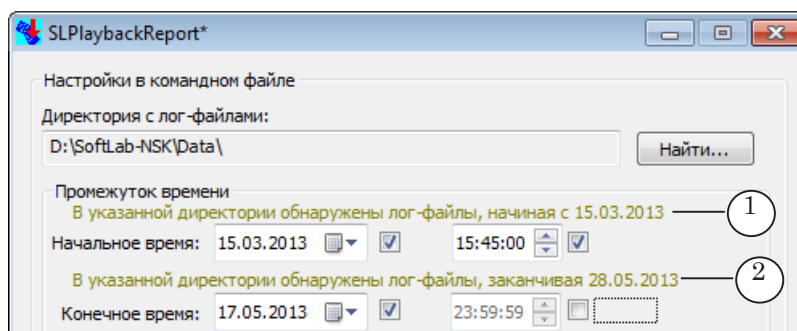 SLPlaybackReport*
Настройки в командном файле
Директория с лог-файлами:
D:\SoftLab-NSK\Data\ Найти...
Промежуток времени
В указанной директории обнаружены лог-файлы, начиная с 15.03.2013 1
Начальное время: 15.03.2013 15:45:00
В указанной директории обнаружены лог-файлы, заканчивая 28.05.2013 2
Конечное время: 17.05.2013 23:59:59